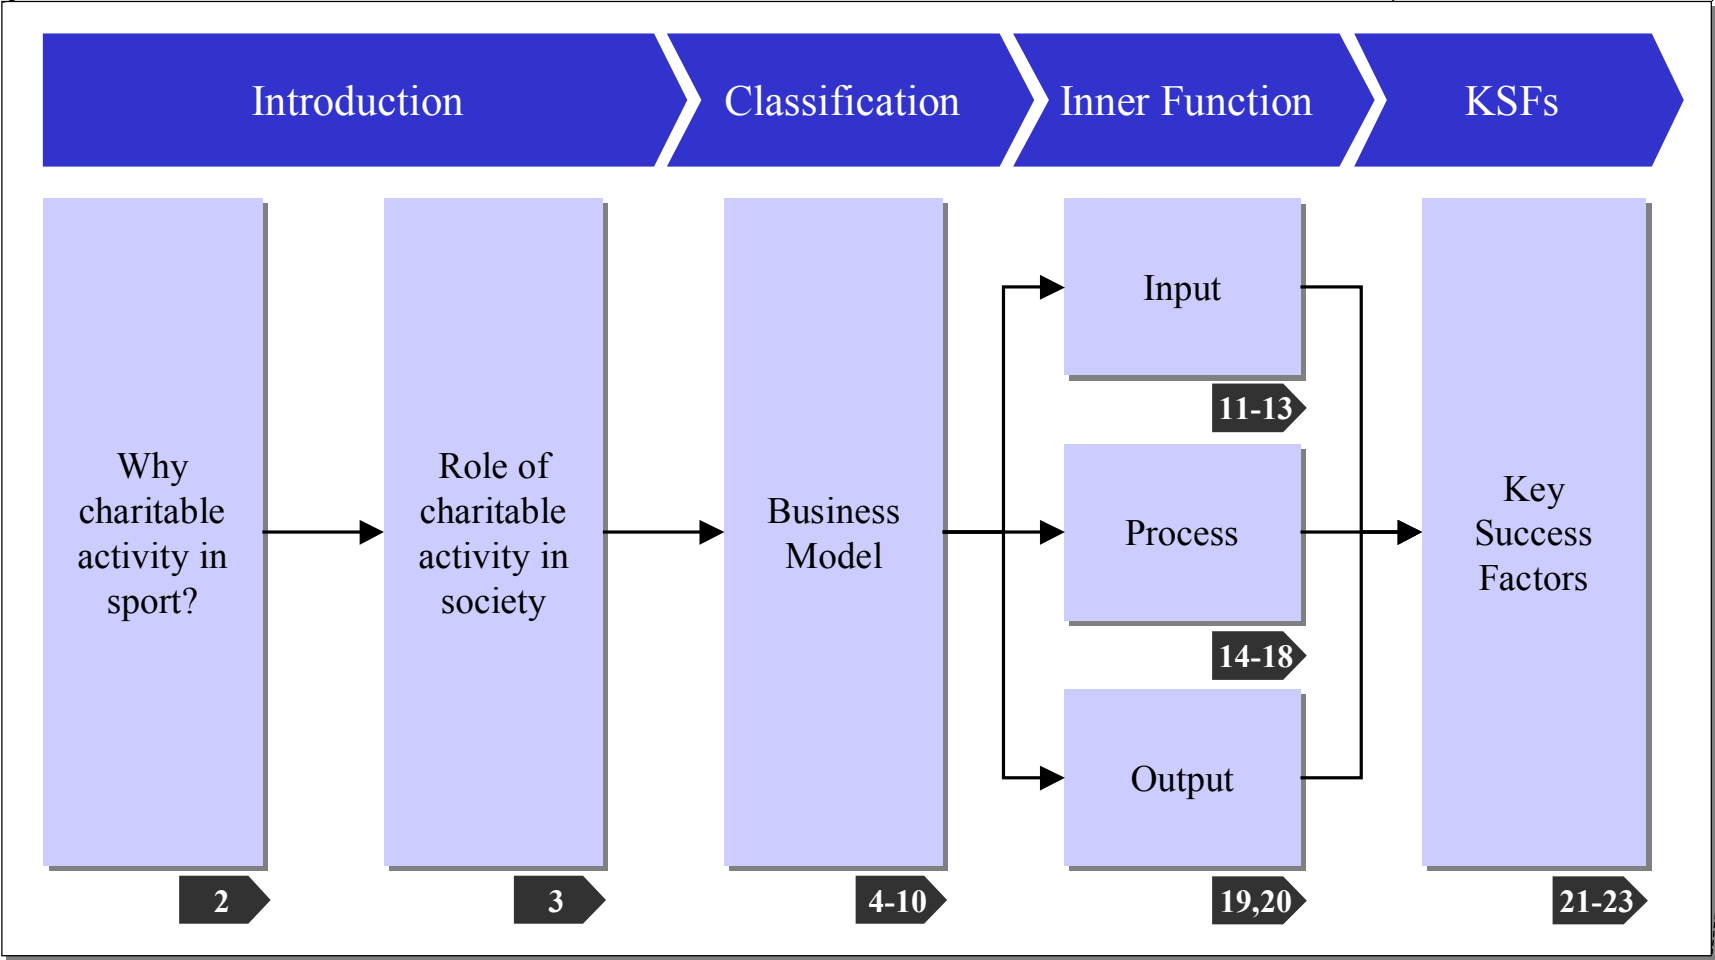 Introduction
Classification
Inner Function
KSFs
Why
charitable
activity in
sport?
2
Role of
charitable
activity in
society
3
Business
Model
4-10
Input
11-13
Process
14-18
Output
19,20
Key
Success
Factors
21-23